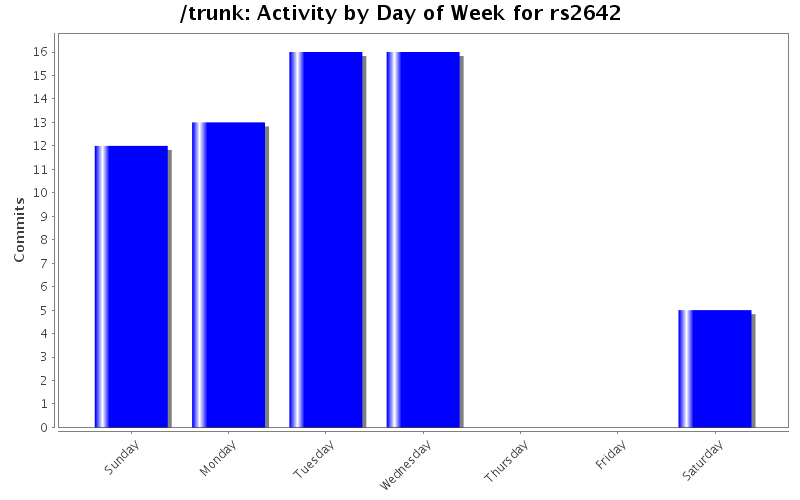 /trunk: Activity by Day of Week for rs2642
16
15
14
13
12
11
10
9
8
7
6
5
4
3
2
1
0
Commits
Sunday
Monday
Tuesday
Wednesday
Thursday
Friday
Saturday